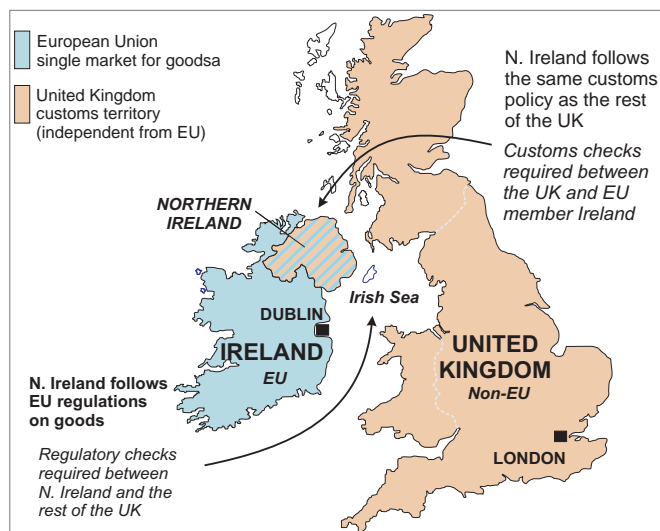 European Union
single market for goodsa
United Kingdom
customs territory
(independent from EU)
N. Ireland follows
the same customs
policy as the rest
of the UK
Customs checks
required between
the UK and EU
member Ireland
NORTHERN
IRELAND
Irish Sea
DUBLIN
IRELAND
EU
UNITED
KINGDOM
Non-EU
LONDON
N. Ireland follows
EU regulations
on goods
Regulatory checks
required between
N. Ireland and the
rest of the UK